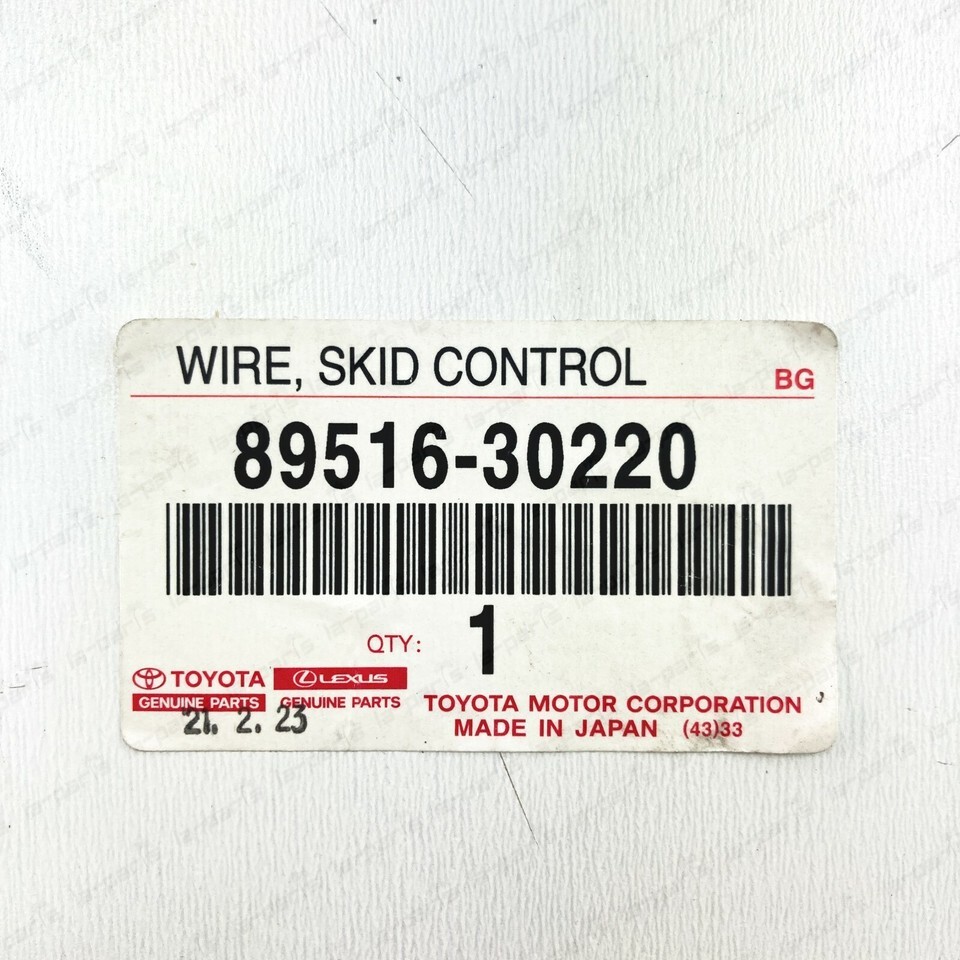 WIRE, SKID CONTROL
BG
89516-30220
QTY: 1
TOYOTA LEXUS
GENUINE PARTS GENUINE PARTS
21. 2. 23
TOYOTA MOTOR CORPORATION
MADE IN JAPAN (43)33